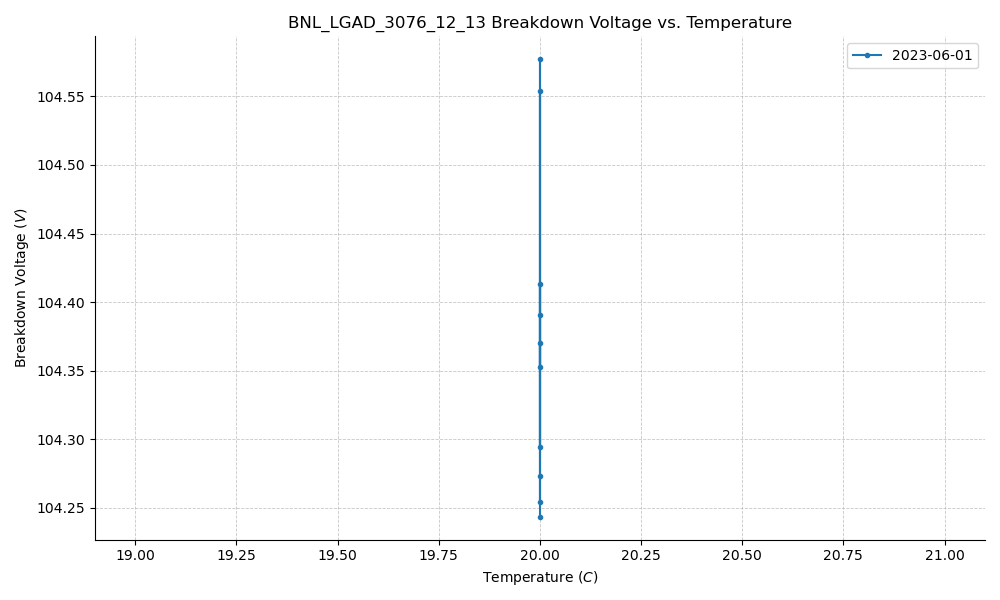 BNL_LGAD_3076_12_13 Breakdown Voltage vs. Temperature
2023-06-01
104.55
104.50
104.45
104.40
104.35
104.30
104.25
Breakdown Voltage (V)
19.00 19.25 19.50 19.75 20.00 20.25 20.50 20.75 21.00
Temperature (C)